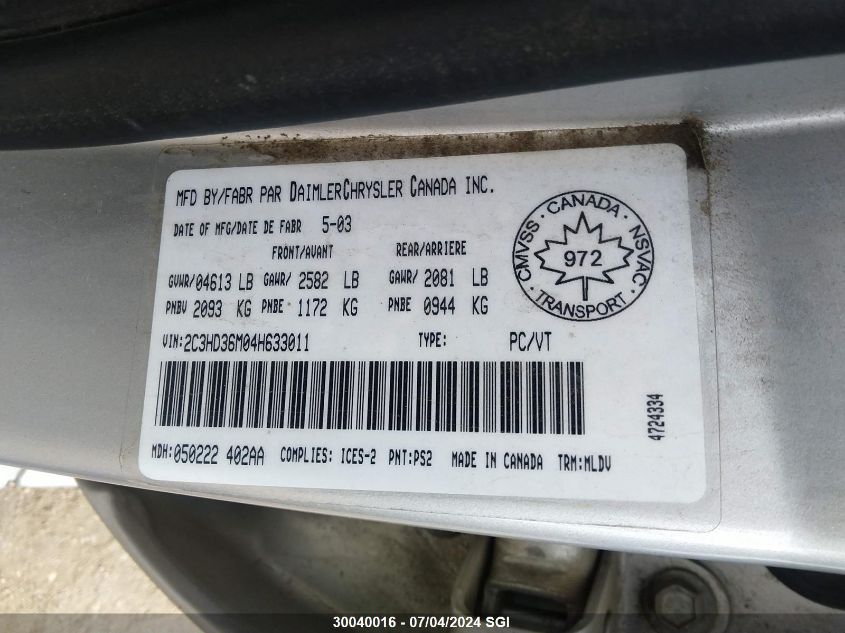 MFD BY/FABR PAR DAIMLERCHRYSLER CANADA INC.
DATE OF MFG/DATE DE FABR 5-03
FRONT/AVANT REAR/ARRIERE
GVWR/04613 LB GAWR/ 2582 LB GAWR/ 2081 LB
PNBV 2093 KG PNBE 1172 KG PNBE 0944 KG
VIN:2C3HD36M04H633011 TYPE: PC/VT
CMVSS · CANADA · NSVAC · TRANSPORT ·
972
4724334
MDH:050222 402AA COMPLIES: ICES-2 PNT:PS2 MADE IN CANADA TRM:MLDV
30040016 - 07/04/2024 SGI